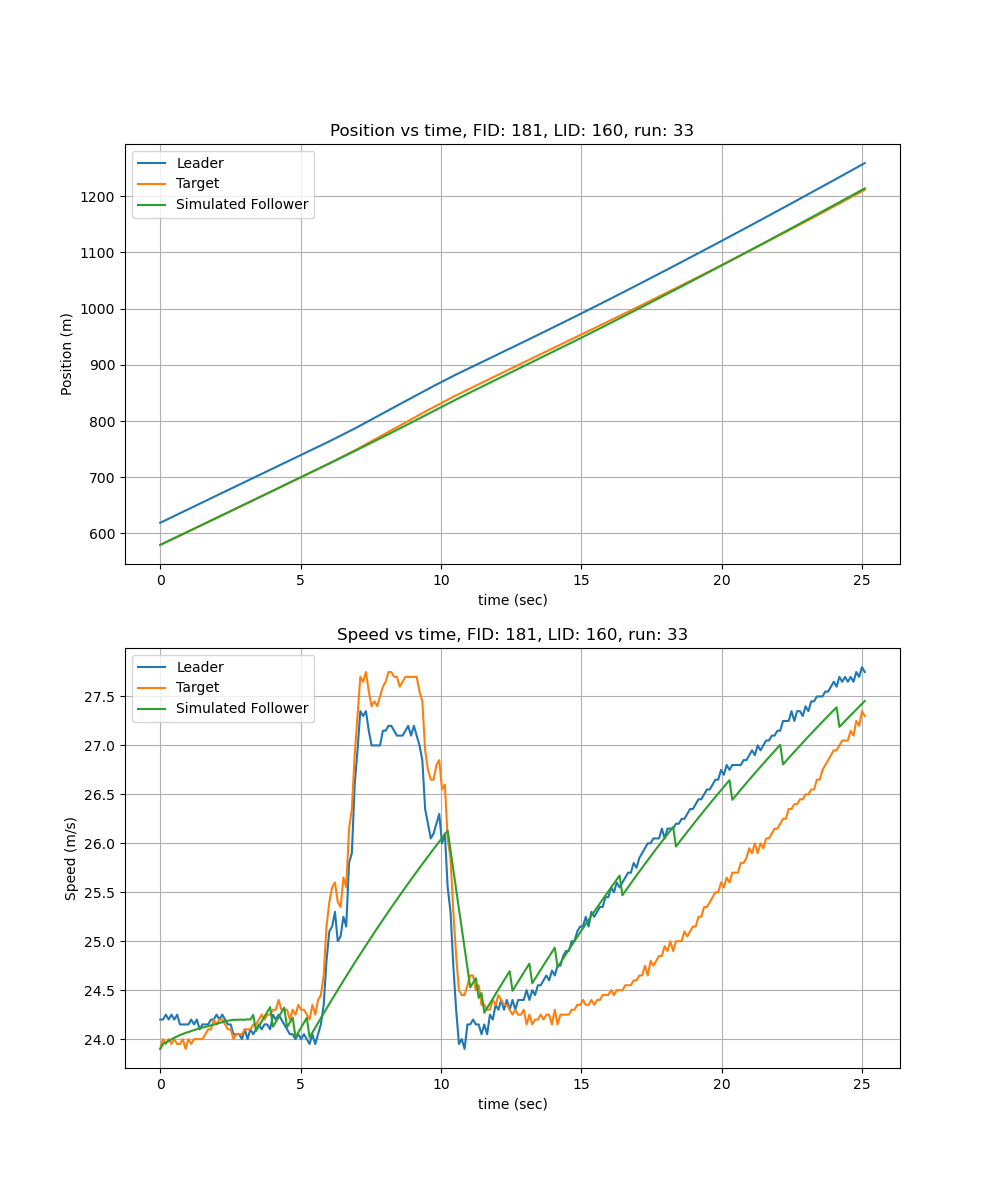 Position vs time, FID: 181, LID: 160, run: 33
Leader
Target
Simulated Follower
1200
1100
1000
900
800
700
600
Position (m)
0 5 10 15 20 25
time (sec)
Speed vs time, FID: 181, LID: 160, run: 33
Leader
Target
Simulated Follower
27.5
27.0
26.5
26.0
25.5
25.0
24.5
24.0
Speed (m/s)
0 5 10 15 20 25
time (sec)